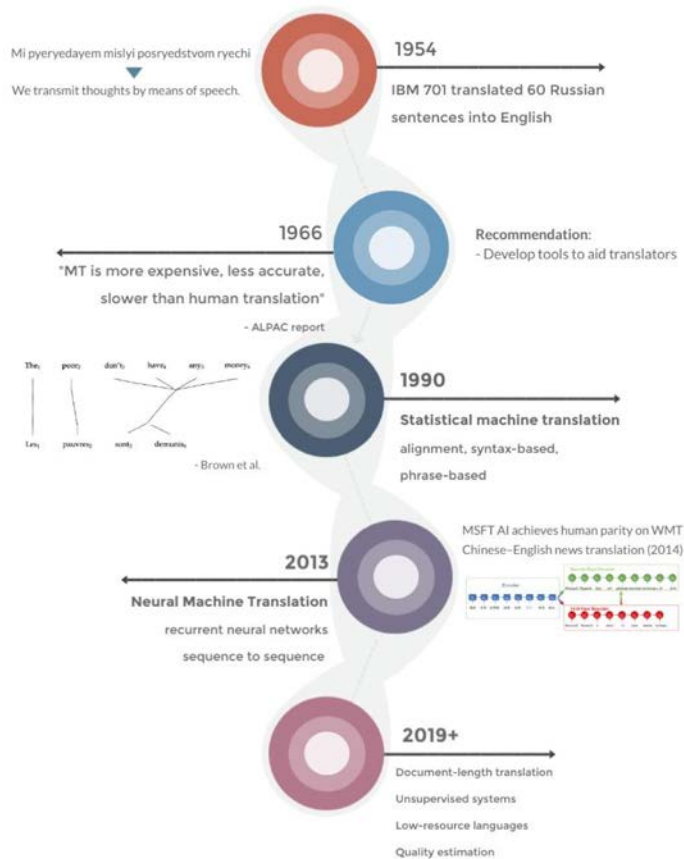 Mi pyeryedayem mislyi posryedstvom ryechi
We transmit thoughts by means of speech.
1954
IBM 701 translated 60 Russian
sentences into English
1966
"MT is more expensive, less accurate,
slower than human translation"
- ALPAC report
Recommendation:
- Develop tools to aid translators
The₁ poor₂ don't₃ have₄ any₅ money₆
Les₁ pauvres₂ sont₃ demunis₄
- Brown et al.
1990
Statistical machine translation
alignment, syntax-based,
phrase-based
2013
Neural Machine Translation
recurrent neural networks
sequence to sequence
MSFT AI achieves human parity on WMT
Chinese–English news translation (2014)
Encoder
2019+
Document-length translation
Unsupervised systems
Low-resource languages
Quality estimation